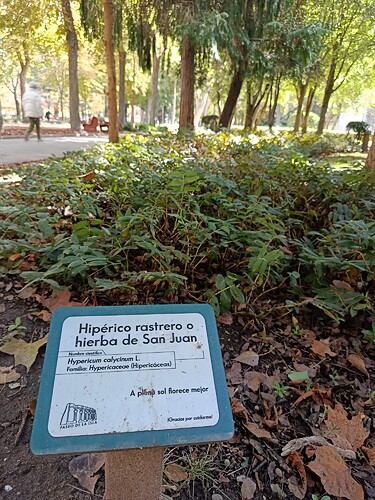 Hipérico rastrero o
hierba de San Juan
Nombre científico
Hypericum calycinum L.
Familia: Hypericaceae (Hipericáceas)
A pleno sol florece mejor
PASEO DE LA ISLA
¡Gracias por cuidarme!